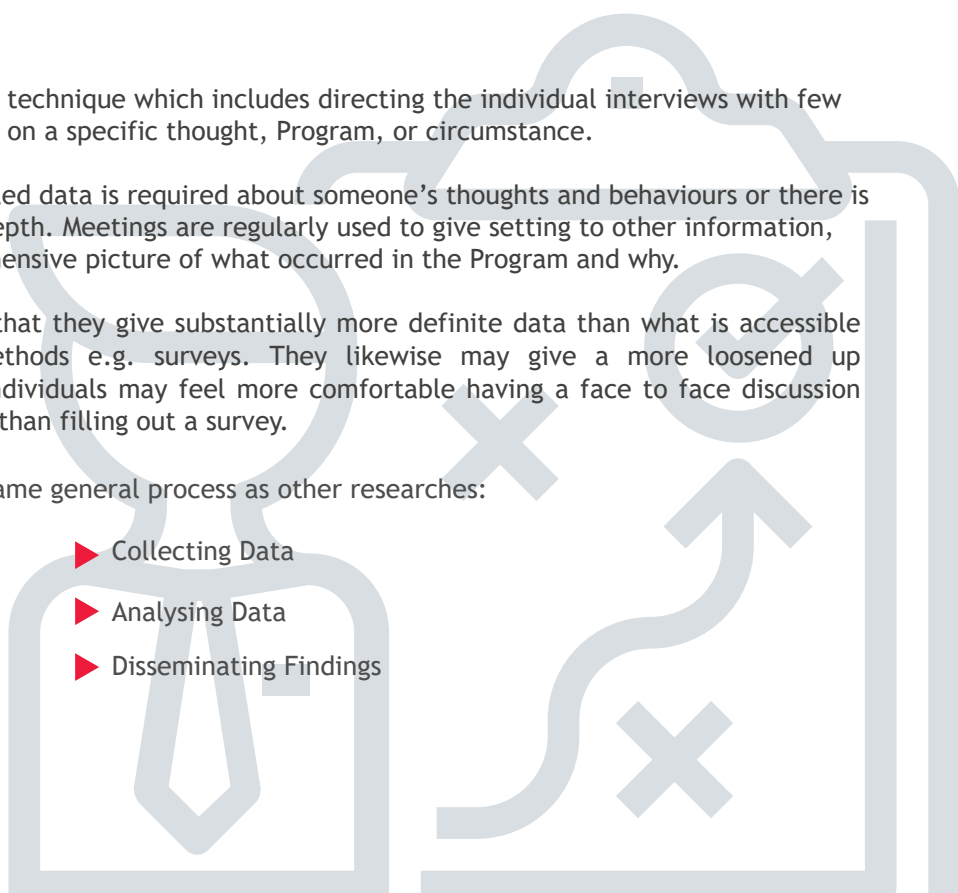 technique which includes directing the individual interviews with few
on a specific thought, Program, or circumstance.
led data is required about someone’s thoughts and behaviours or there is
epth. Meetings are regularly used to give setting to other information,
hensive picture of what occurred in the Program and why.
that they give substantially more definite data than what is accessible
ethods e.g. surveys. They likewise may give a more loosened up
ndividuals may feel more comfortable having a face to face discussion
than filling out a survey.
ame general process as other researches:
Collecting Data
Analysing Data
Disseminating Findings